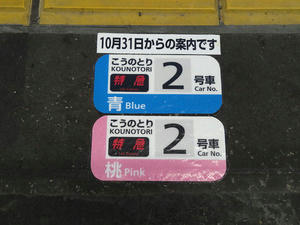 10月31日からの案内です
こうのとり
KOUNOTORI
特急
2
号車
Car No.
青 Blue
こうのとり
KOUNOTORI
特急
2
号車
Car No.
桃 Pink